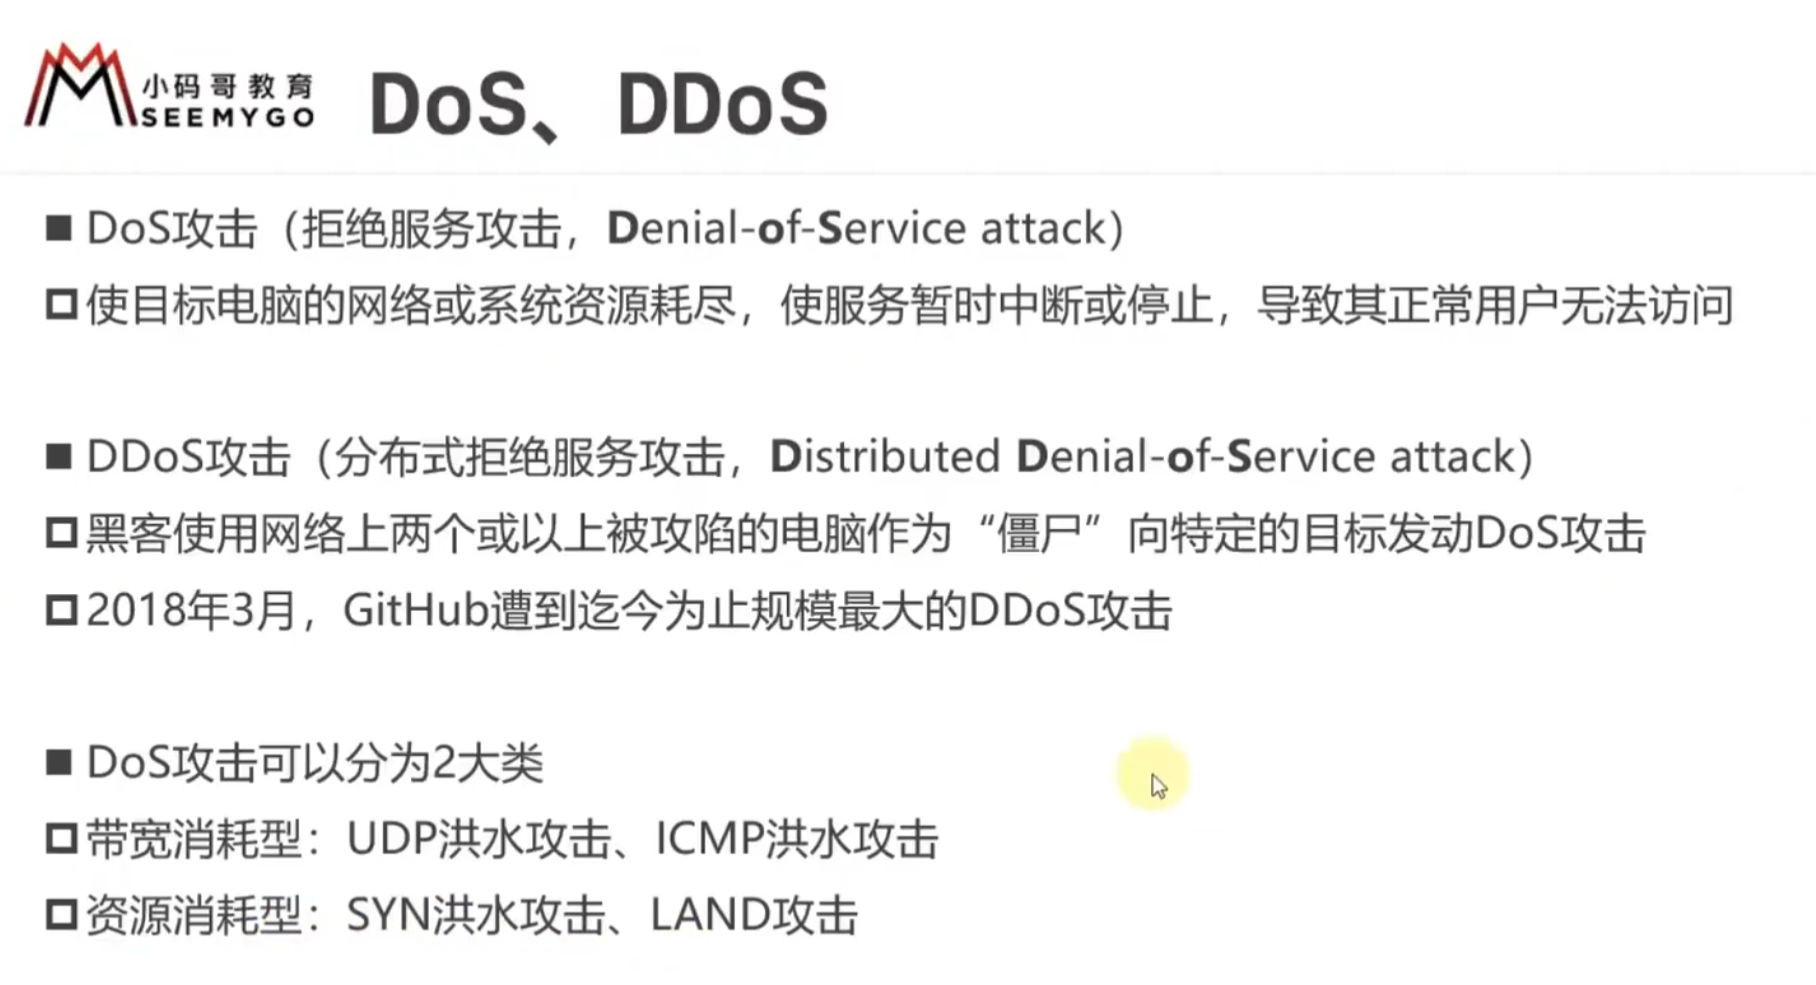 小码哥教育
SEEMYGO
DoS、DDoS
■ DoS攻击（拒绝服务攻击，Denial-of-Service attack）
□ 使目标电脑的网络或系统资源耗尽，使服务暂时中断或停止，导致其正常用户无法访问
■ DDoS攻击（分布式拒绝服务攻击，Distributed Denial-of-Service attack）
□ 黑客使用网络上两个或以上被攻陷的电脑作为“僵尸”向特定的目标发动DoS攻击
□ 2018年3月，GitHub遭到迄今为止规模最大的DDoS攻击
■ DoS攻击可以分为2大类
□ 带宽消耗型：UDP洪水攻击、ICMP洪水攻击
□ 资源消耗型：SYN洪水攻击、LAND攻击